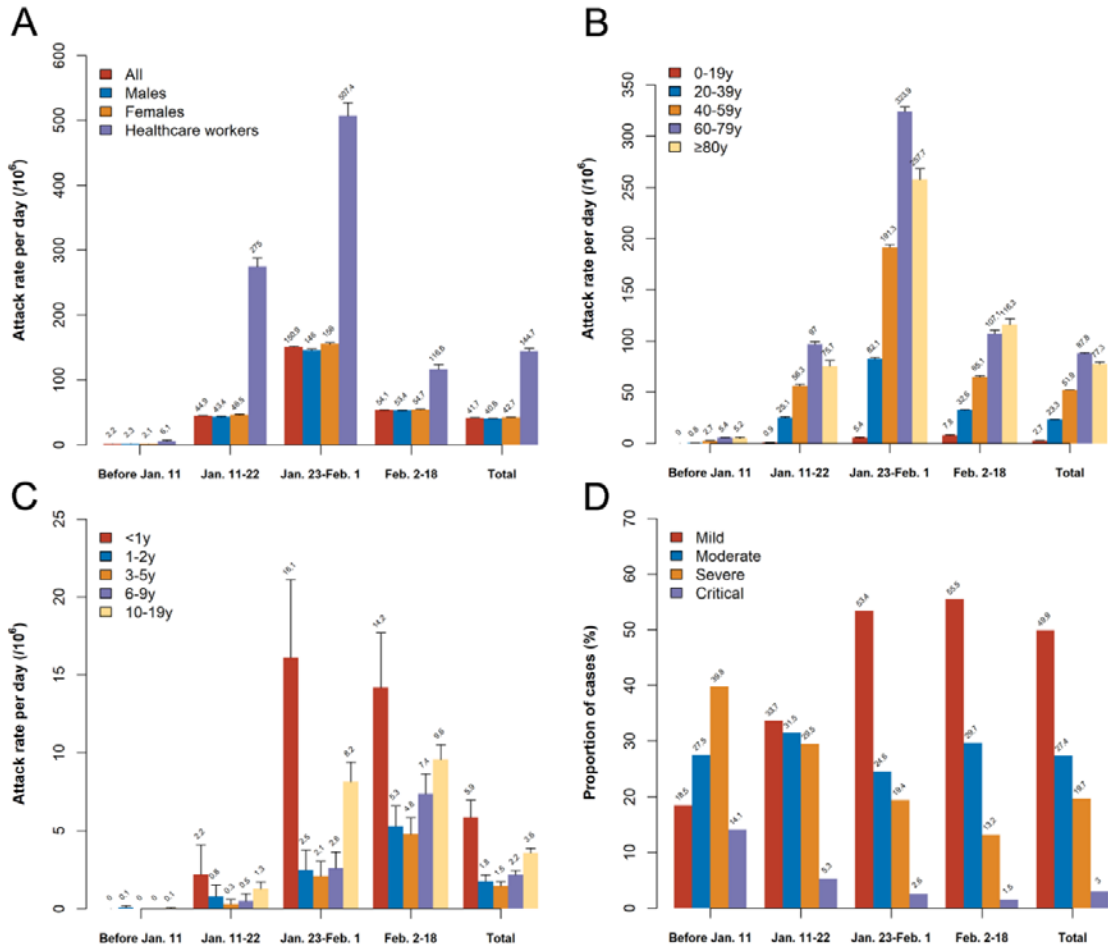 A
Attack rate per day (/10⁶)
600
500
400
300
200
100
0
All
Males
Females
Healthcare workers
2.2 2.3 2.1 6.1
44.9 43.4 46.5 275
150.9 146 156 507.4
54.1 53.4 54.7 116.6
41.7 40.8 42.7 144.7
Before Jan. 11 Jan. 11-22 Jan. 23-Feb. 1 Feb. 2-18 Total
B
Attack rate per day (/10⁶)
350
300
250
200
150
100
50
0
0-19y
20-39y
40-59y
60-79y
≥80y
0 0.8 2.7 5.4 5.2
0.9 25.1 56.3 97 75.7
5.4 82.1 191.3 323.9 257.7
7.8 32.6 65.1 107.1 116.3
2.7 23.3 51.9 87.8 77.3
Before Jan. 11 Jan. 11-22 Jan. 23-Feb. 1 Feb. 2-18 Total
C
Attack rate per day (/10⁶)
25
20
15
10
5
0
<1y
1-2y
3-5y
6-9y
10-19y
0 0.1 0 0 0.1
2.2 0.8 0.3 0.5 1.3
16.1 2.5 2.1 2.6 8.2
14.2 5.3 4.8 7.4 9.6
5.9 1.8 1.5 2.2 3.6
Before Jan. 11 Jan. 11-22 Jan. 23-Feb. 1 Feb. 2-18 Total
D
Proportion of cases (%)
70
60
50
40
30
20
10
0
Mild
Moderate
Severe
Critical
18.5 27.5 39.8 14.1
33.7 31.5 29.5 5.3
53.4 24.6 19.4 2.6
55.5 29.7 13.2 1.5
49.9 27.4 19.7 3
Before Jan. 11 Jan. 11-22 Jan. 23-Feb. 1 Feb. 2-18 Total